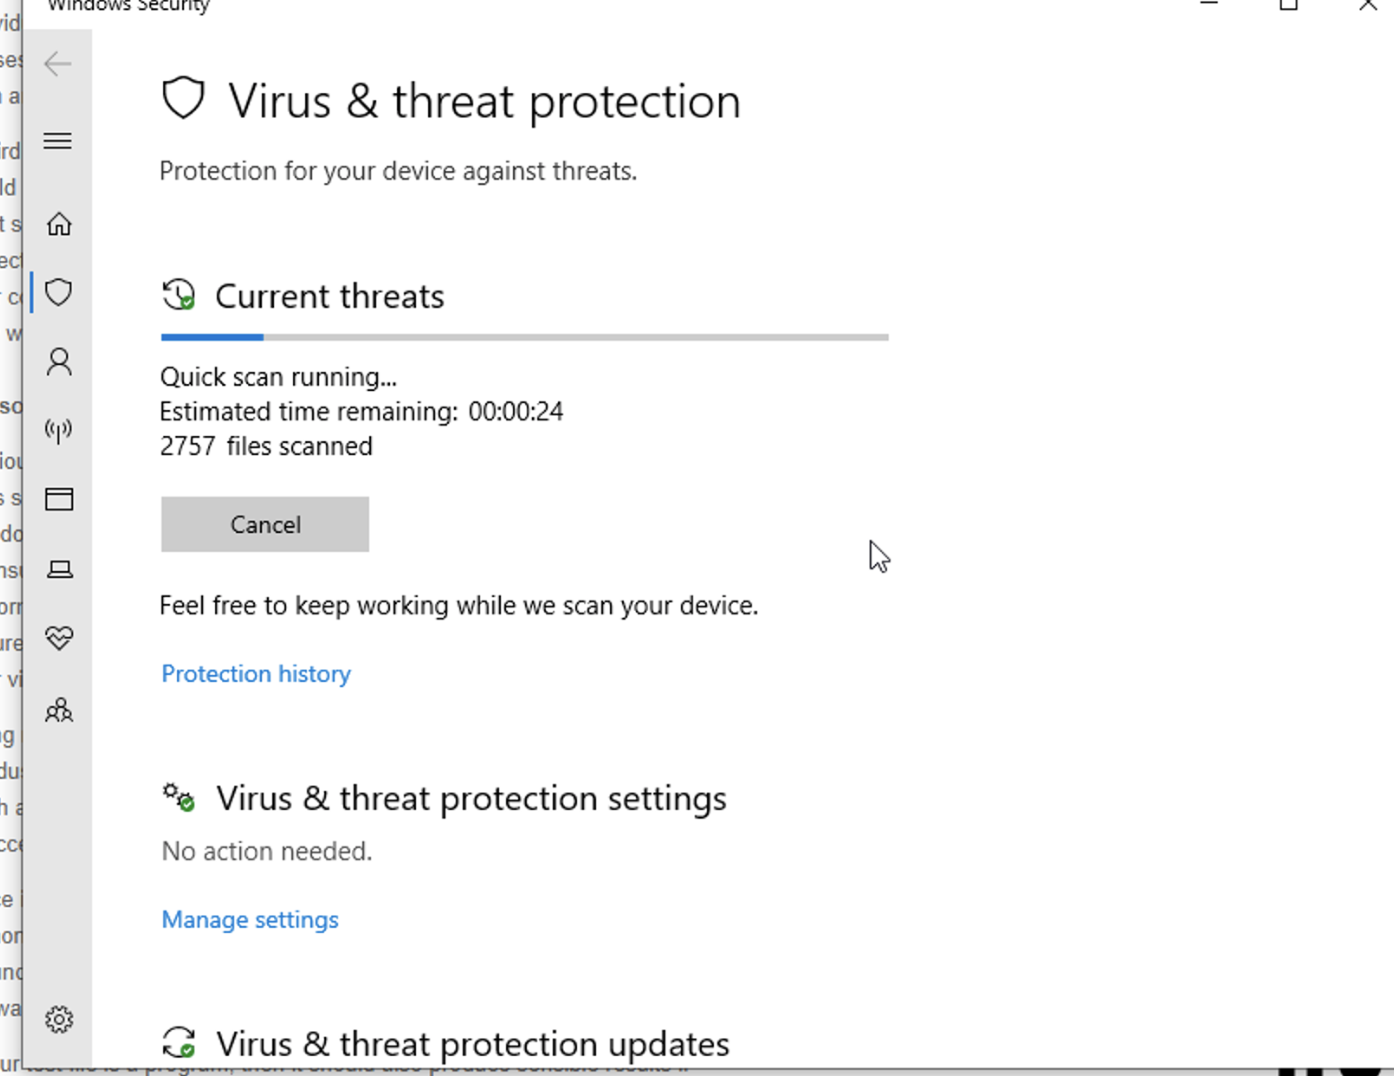 Windows Security
Virus & threat protection
Protection for your device against threats.
Current threats
Quick scan running...
Estimated time remaining: 00:00:24
2757 files scanned
Cancel
Feel free to keep working while we scan your device.
Protection history
Virus & threat protection settings
No action needed.
Manage settings
Virus & threat protection updates